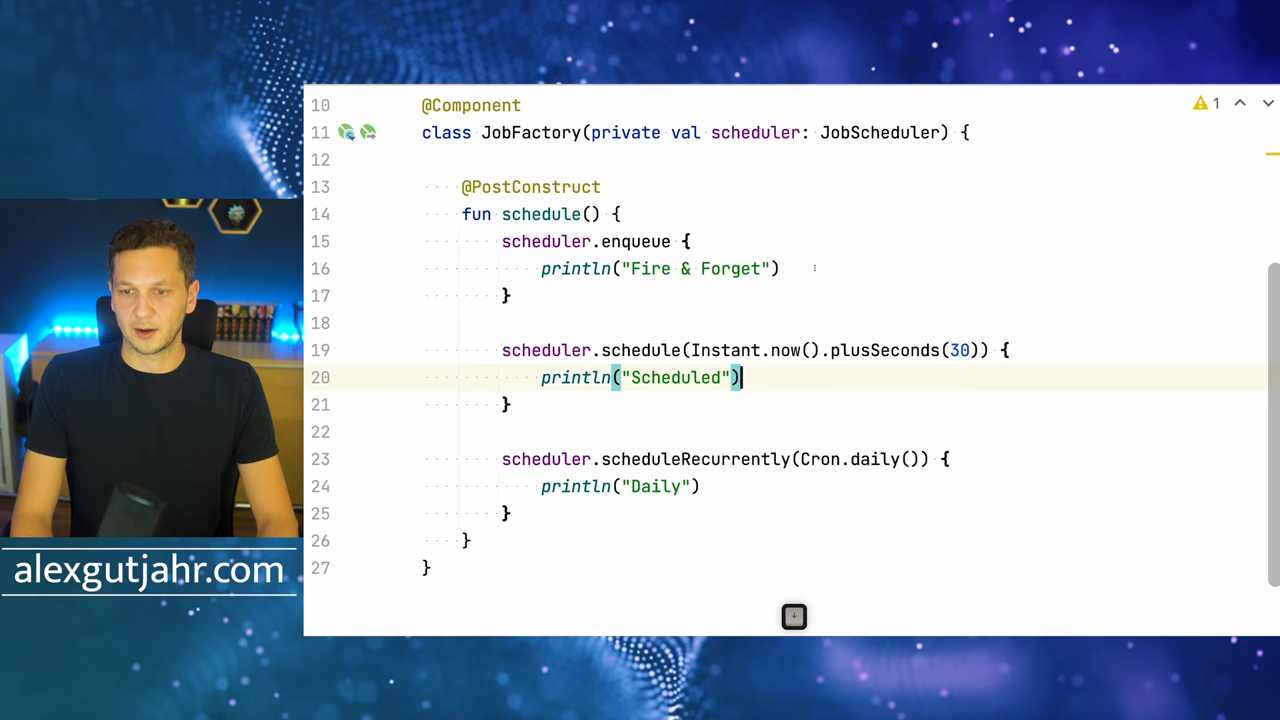 10 @Component
11 class JobFactory(private val scheduler: JobScheduler) {
12
13 @PostConstruct
14 fun schedule() {
15 scheduler.enqueue {
16 println("Fire & Forget")
17 }
18
19 scheduler.schedule(Instant.now().plusSeconds(30)) {
20 println("Scheduled")
21 }
22
23 scheduler.scheduleRecurrently(Cron.daily()) {
24 println("Daily")
25 }
26 }
27 }
1
alexgutjahr.com